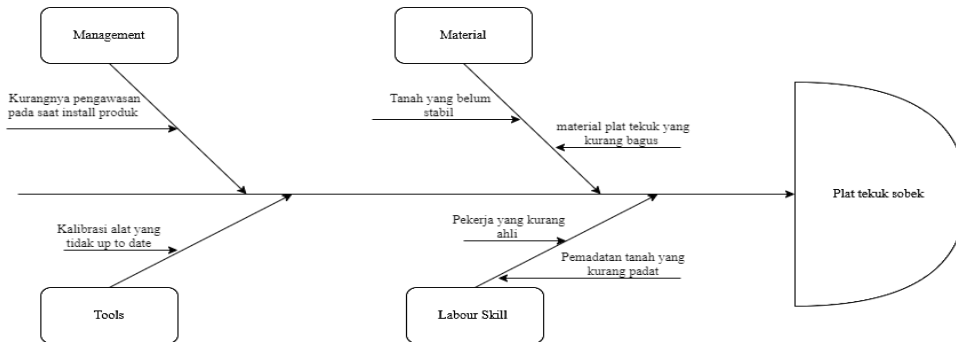 Management
Material
Kurangnya pengawasan
pada saat install produk
Tanah yang belum
stabil
material plat tekuk yang
kurang bagus
Plat tekuk sobek
Kalibrasi alat yang
tidak up to date
Pekerja yang kurang
ahli
Pemadatan tanah yang
kurang padat
Tools
Labour Skill